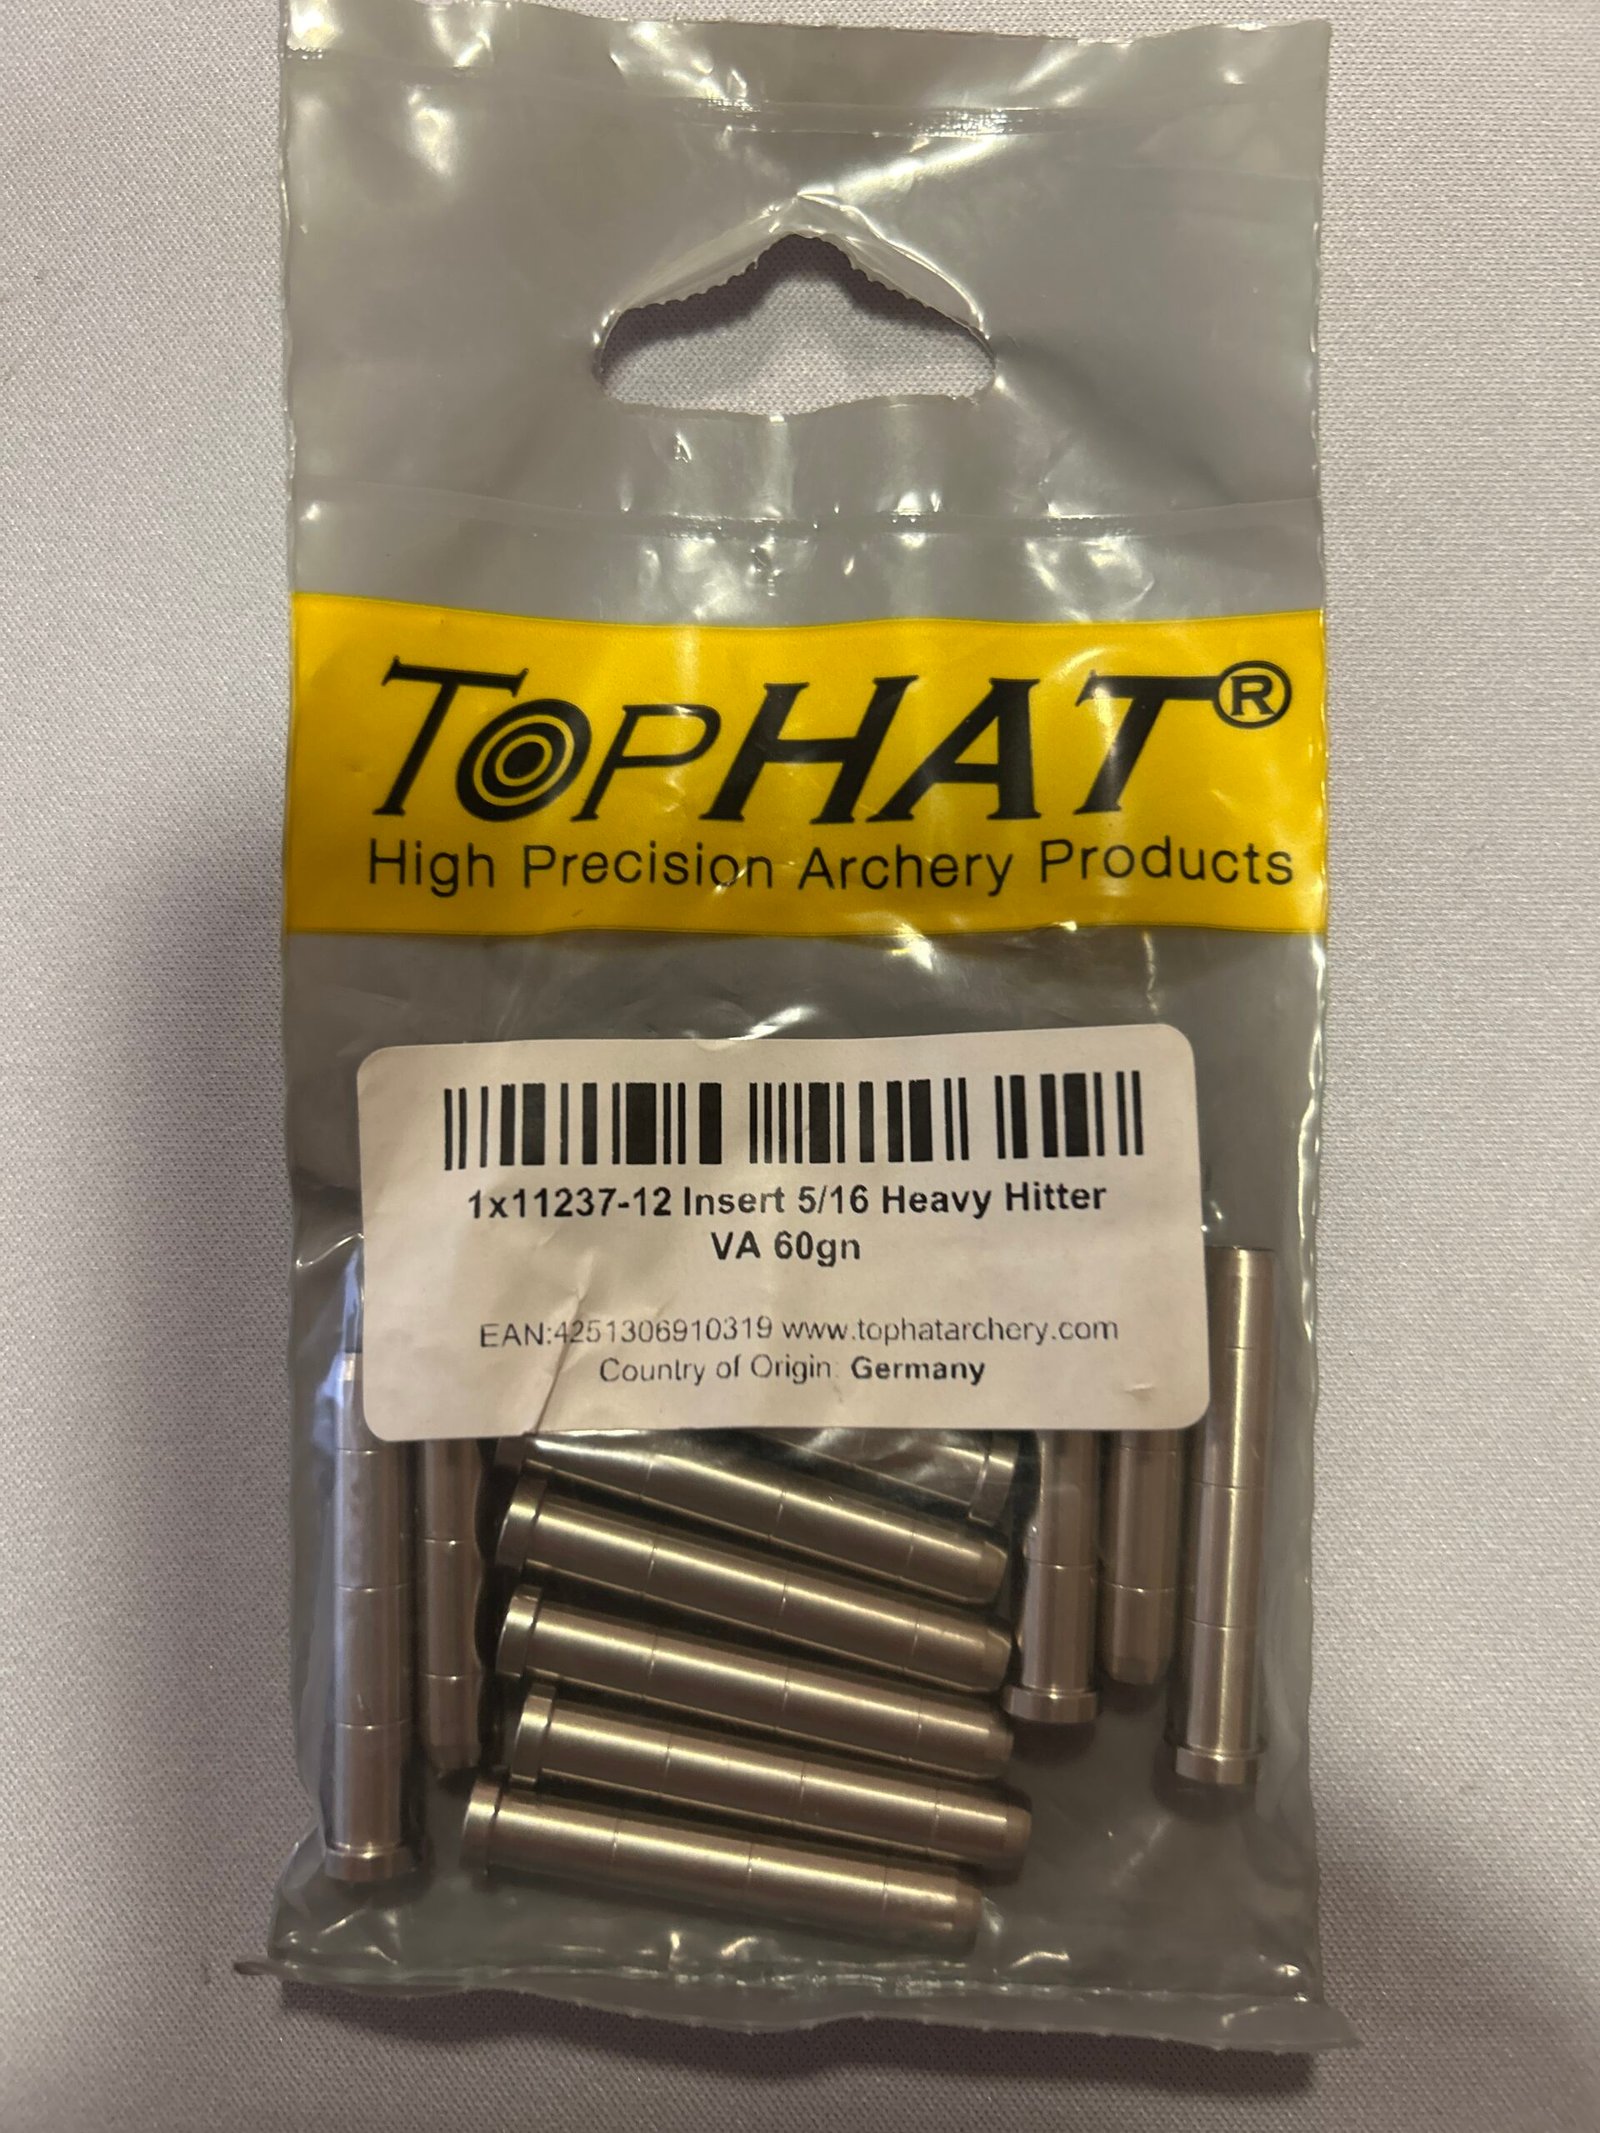 TopHAT®
High Precision Archery Products
1x11237-12 Insert 5/16 Heavy Hitter
VA 60gn
EAN:4251306910319 www.tophatarchery.com
Country of Origin: Germany